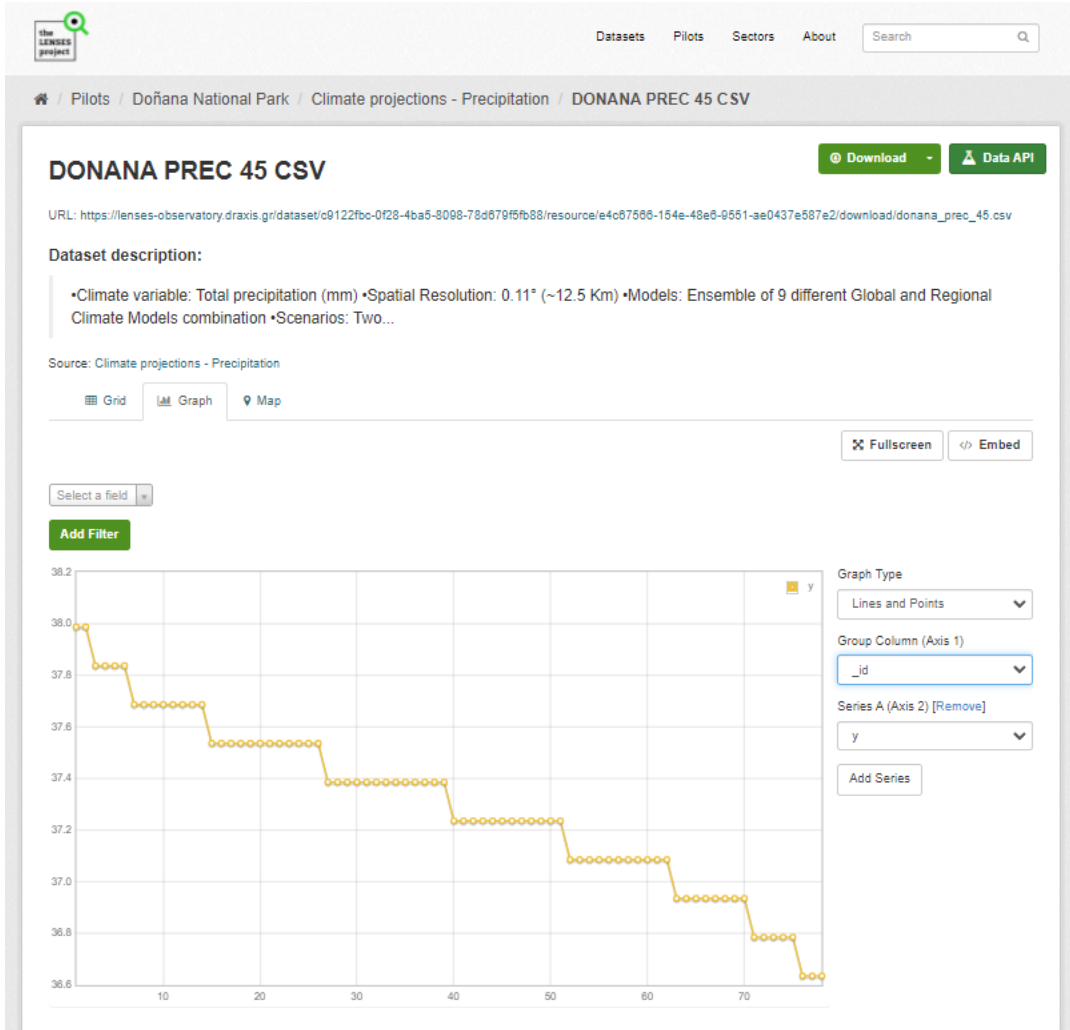 the
LENSES
project
Datasets Pilots Sectors About Search
/ Pilots / Doñana National Park / Climate projections - Precipitation / DONANA PREC 45 CSV
DONANA PREC 45 CSV
Download
Data API
URL: https://lenses-observatory.draxis.gr/dataset/c9122fbc-0f28-4ba5-8098-78d679f5fb88/resource/e4c67566-154e-48e6-9551-ae0437e587e2/download/donana_prec_45.csv
Dataset description:
•Climate variable: Total precipitation (mm) •Spatial Resolution: 0.11° (~12.5 Km) •Models: Ensemble of 9 different Global and Regional
Climate Models combination •Scenarios: Two...
Source: Climate projections - Precipitation
Grid Graph Map
Fullscreen </> Embed
Select a field
Add Filter
38.2
38.0
37.8
37.6
37.4
37.2
37.0
36.8
36.6
10 20 30 40 50 60 70
y
Graph Type
Lines and Points
Group Column (Axis 1)
_id
Series A (Axis 2) [Remove]
y
Add Series